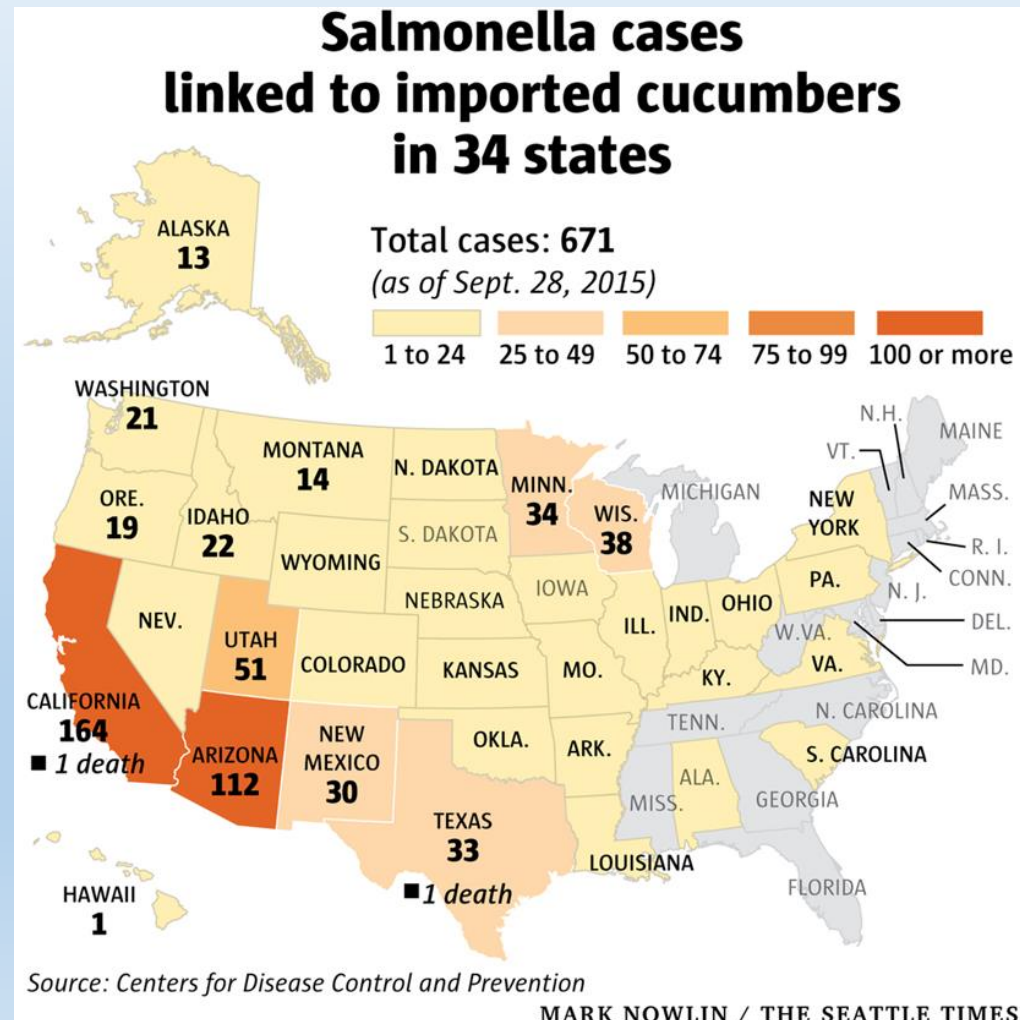 Salmonella cases
linked to imported cucumbers
in 34 states
Total cases: 671
(as of Sept. 28, 2015)
1 to 24
25 to 49
50 to 74
75 to 99
100 or more
ALASKA
13
WASHINGTON
21
ORE.
19
IDAHO
22
MONTANA
14
N. DAKOTA
S. DAKOTA
WYOMING
NEBRASKA
MINN.
34
WIS.
38
IOWA
MICHIGAN
N.H.
VT.
MAINE
MASS.
NEW
YORK
R. I.
CONN.
N. J.
PA.
DEL.
MD.
NEV.
UTAH
51
COLORADO
KANSAS
MO.
ILL.
IND.
OHIO
W.VA.
VA.
KY.
CALIFORNIA
164
■ 1 death
ARIZONA
112
NEW
MEXICO
30
OKLA.
ARK.
TENN.
N. CAROLINA
S. CAROLINA
MISS.
ALA.
GEORGIA
TEXAS
33
■ 1 death
LOUISIANA
FLORIDA
HAWAII
1
Source: Centers for Disease Control and Prevention
MARK NOWLIN / THE SEATTLE TIMES